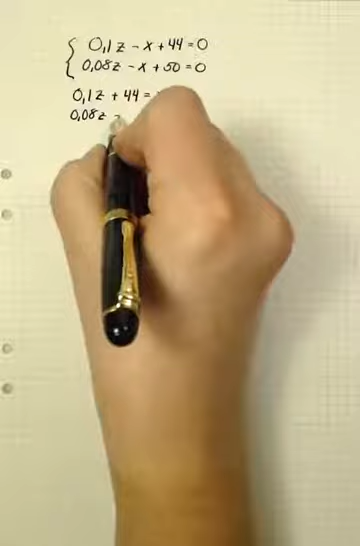 0,1z - x + 44 = 0
0,08z - x + 50 = 0
0,1z + 44 =
0,08z